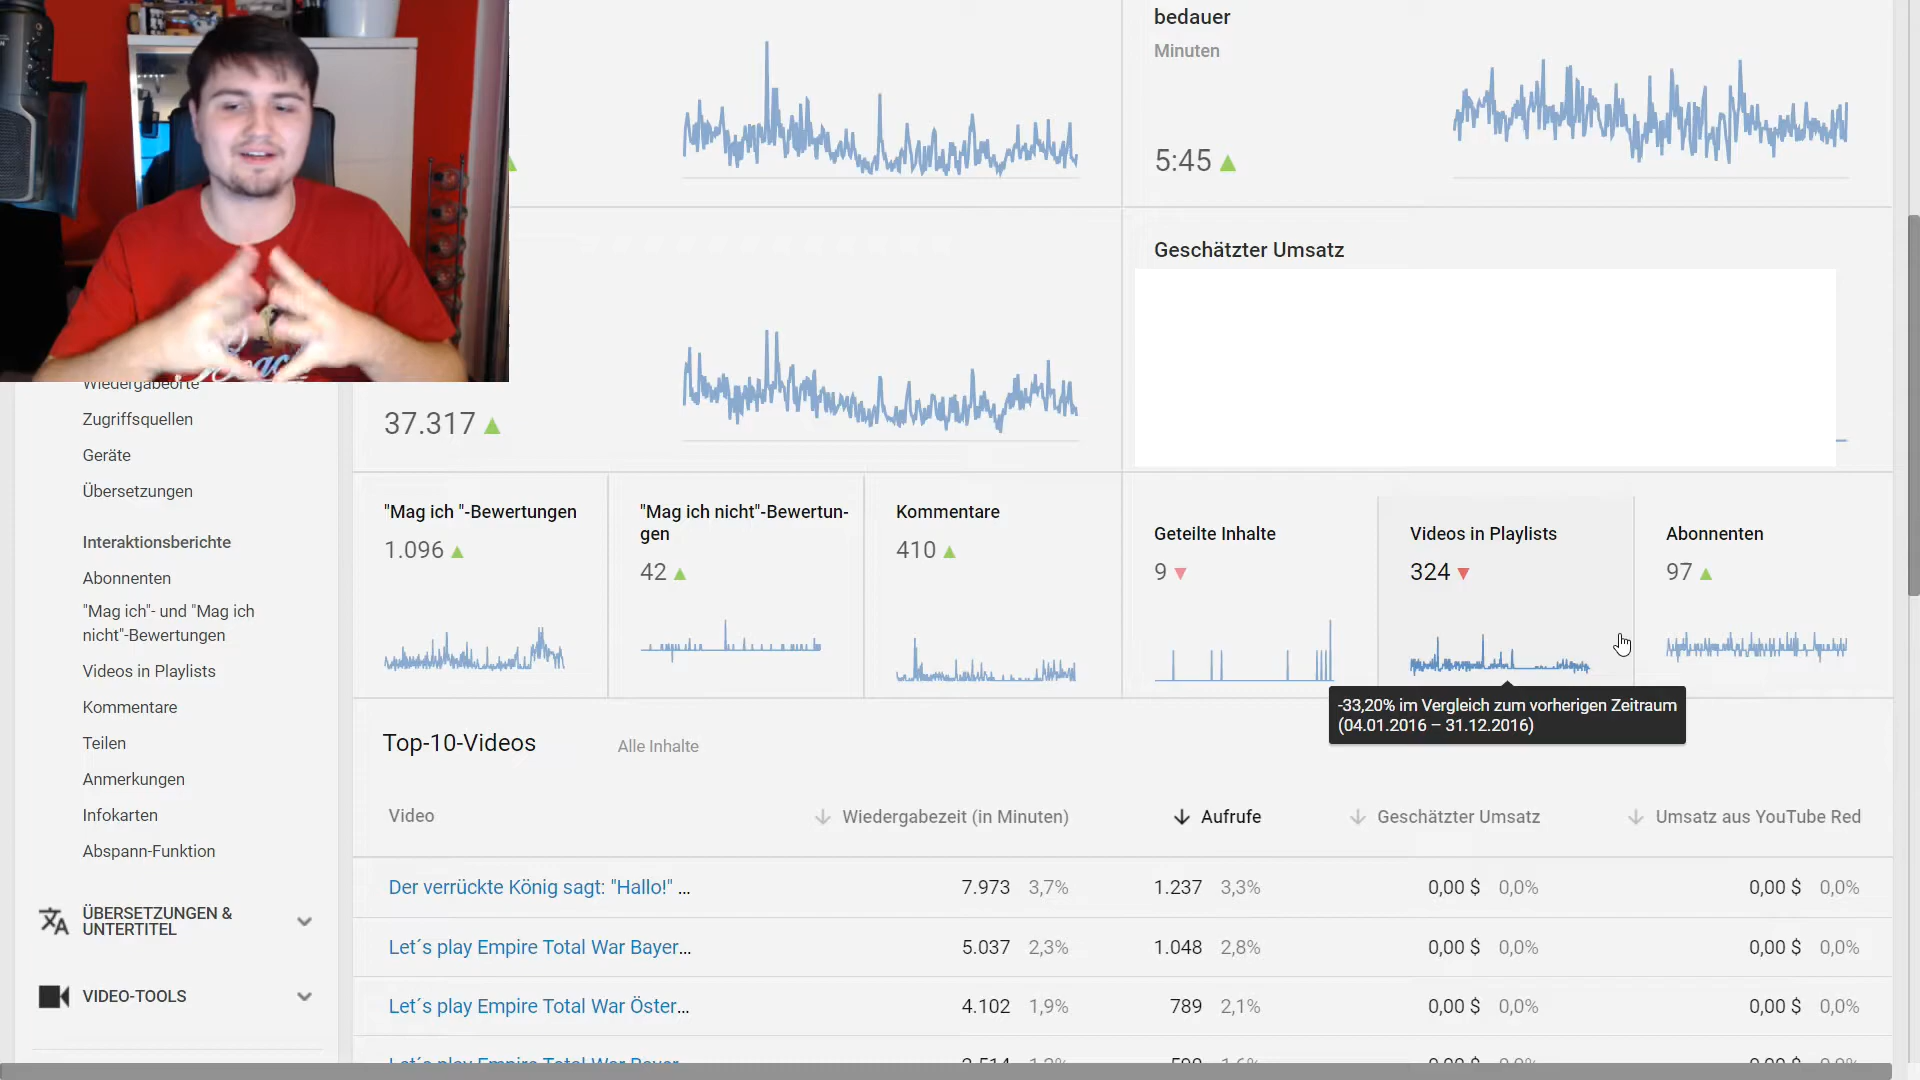 bedauer
Minuten
5:45
Geschätzter Umsatz
Wiedergabeorte
Zugriffsquellen
37.317
Geräte
Übersetzungen
"Mag ich "-Bewertungen
1.096
"Mag ich nicht"-Bewertun-
gen
42
Kommentare
410
Geteilte Inhalte
9
Videos in Playlists
324
Abonnenten
97
Interaktionsberichte
Abonnenten
"Mag ich"- und "Mag ich
nicht"-Bewertungen
Videos in Playlists
Kommentare
Teilen
Anmerkungen
Infokarten
Abspann-Funktion
ÜBERSETZUNGEN &
UNTERTITEL
VIDEO-TOOLS
-33,20% im Vergleich zum vorherigen Zeitraum
(04.01.2016 – 31.12.2016)
Top-10-Videos Alle Inhalte
Video Wiedergabezeit (in Minuten) Aufrufe Geschätzter Umsatz Umsatz aus YouTube Red
Der verrückte König sagt: "Hallo!" ... 7.973 3,7% 1.237 3,3% 0,00 $ 0,0% 0,00 $ 0,0%
Let´s play Empire Total War Bayer... 5.037 2,3% 1.048 2,8% 0,00 $ 0,0% 0,00 $ 0,0%
Let´s play Empire Total War Öster... 4.102 1,9% 789 2,1% 0,00 $ 0,0% 0,00 $ 0,0%
Let´s play Empire Total War Bayer...